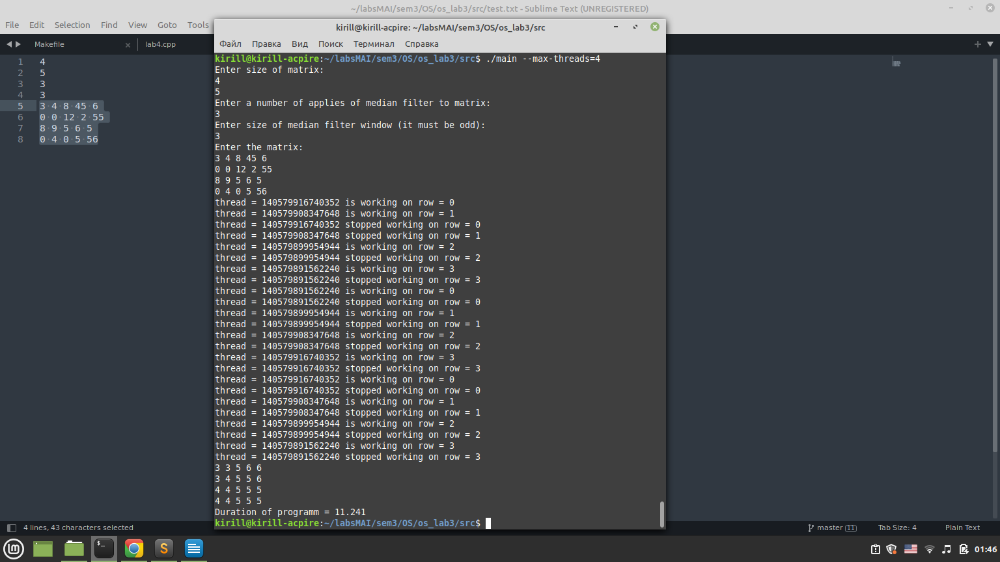 ~/labsMAI/sem3/OS/os_lab3/src/test.txt - Sublime Text (UNREGISTERED)
File Edit Selection Find View Goto Tools
Makefile × lab4.cpp
1 4
2 5
3 3
4 3
5 3 4 8 45 6
6 0 0 12 2 55
7 8 9 5 6 5
8 0 4 0 5 56
kirill@kirill-acpire: ~/labsMAI/sem3/OS/os_lab3/src
Файл Правка Вид Поиск Терминал Справка
kirill@kirill-acpire:~/labsMAI/sem3/OS/os_lab3/src$ ./main --max-threads=4
Enter size of matrix:
4
5
Enter a number of applies of median filter to matrix:
3
Enter size of median filter window (it must be odd):
3
Enter the matrix:
3 4 8 45 6
0 0 12 2 55
8 9 5 6 5
0 4 0 5 56
thread = 140579916740352 is working on row = 0
thread = 140579908347648 is working on row = 1
thread = 140579916740352 stopped working on row = 0
thread = 140579908347648 stopped working on row = 1
thread = 140579899954944 is working on row = 2
thread = 140579899954944 stopped working on row = 2
thread = 140579891562240 is working on row = 3
thread = 140579891562240 stopped working on row = 3
thread = 140579891562240 is working on row = 0
thread = 140579891562240 stopped working on row = 0
thread = 140579899954944 is working on row = 1
thread = 140579899954944 stopped working on row = 1
thread = 140579908347648 is working on row = 2
thread = 140579908347648 stopped working on row = 2
thread = 140579916740352 is working on row = 3
thread = 140579916740352 stopped working on row = 3
thread = 140579916740352 is working on row = 0
thread = 140579916740352 stopped working on row = 0
thread = 140579908347648 is working on row = 1
thread = 140579908347648 stopped working on row = 1
thread = 140579899954944 is working on row = 2
thread = 140579899954944 stopped working on row = 2
thread = 140579891562240 is working on row = 3
thread = 140579891562240 stopped working on row = 3
3 3 5 6 6
3 4 5 5 6
4 4 5 5 5
4 4 5 5 5
Duration of programm = 11.241
kirill@kirill-acpire:~/labsMAI/sem3/OS/os_lab3/src$
4 lines, 43 characters selected
master 11 Tab Size: 4 Plain Text
01:46